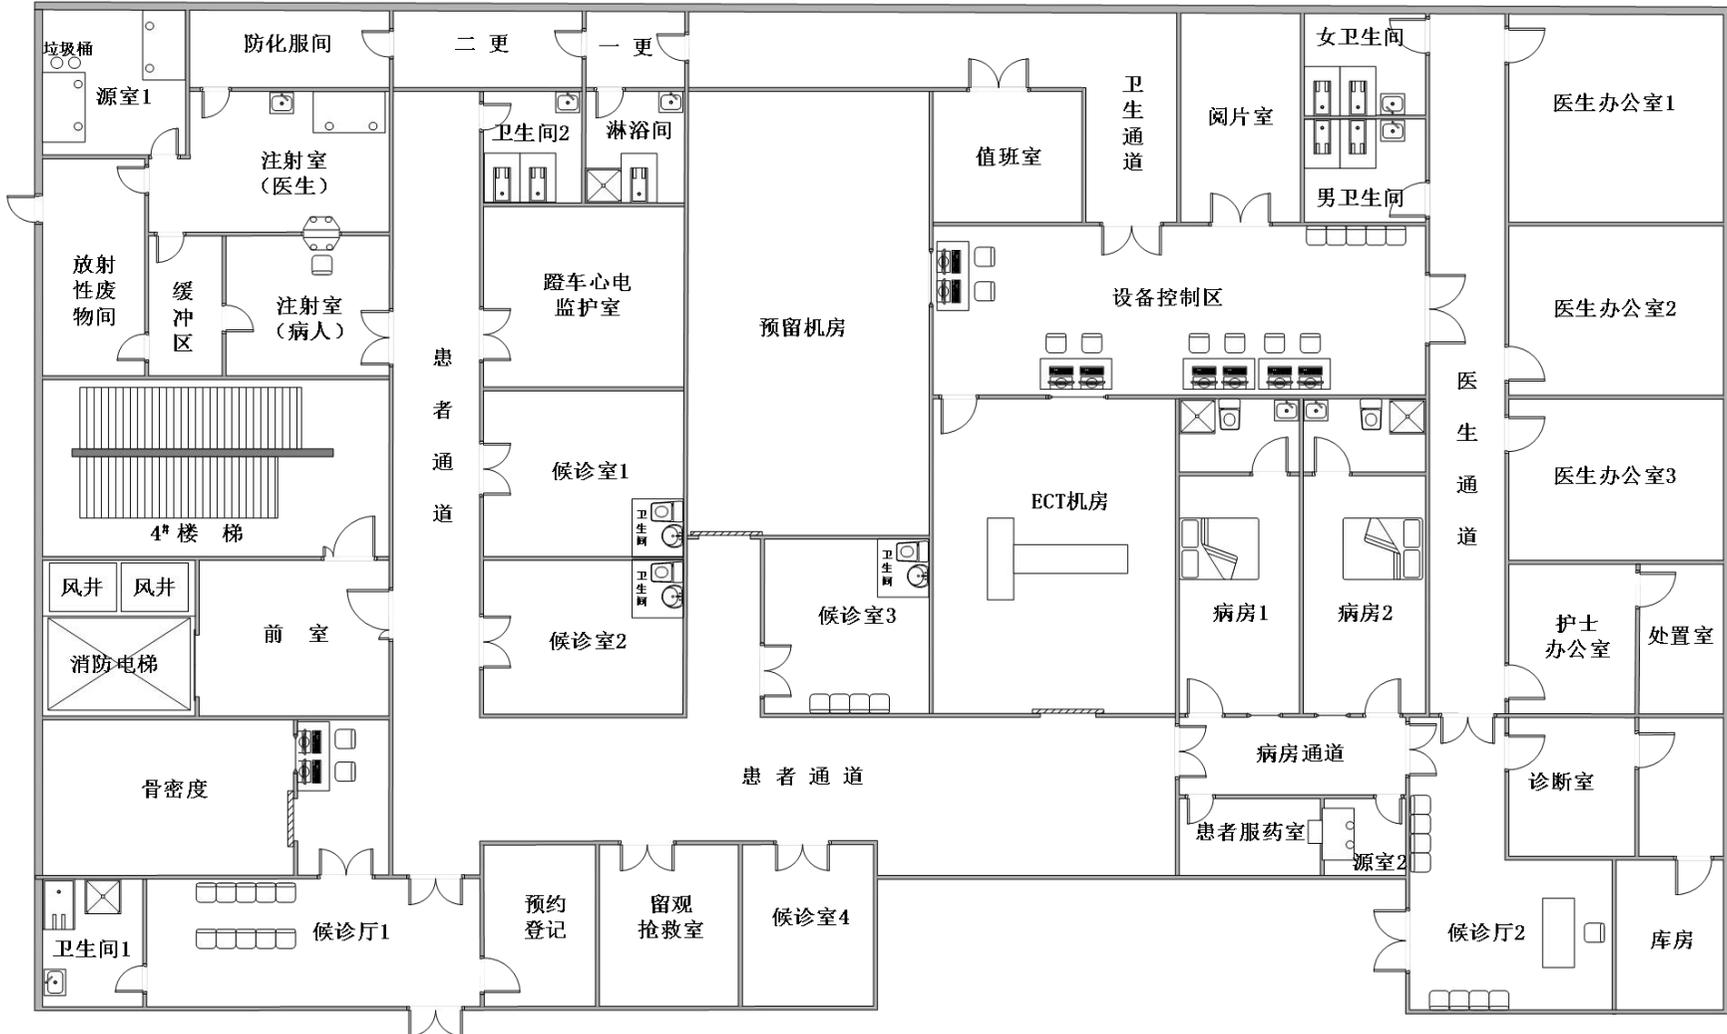 垃圾桶
源室1
防化服间
二 更
一 更
卫生通道
阅片室
女卫生间
医生办公室1
注射室
（医生）
卫生间2
淋浴间
值班室
男卫生间
放射
性废
物间
缓冲区
注射室
（病人）
蹬车心电
监护室
预留机房
设备控制区
医生办公室2
患者通道
候诊室1
卫生间
ECT机房
医生通道
医生办公室3
4#楼 梯
风井
风井
前 室
消防电梯
候诊室2
卫生间
候诊室3
卫生间
病房1
病房2
护士
办公室
处置室
骨密度
患者通道
病房通道
诊断室
患者服药室
源室2
卫生间1
候诊厅1
预约
登记
留观
抢救室
候诊室4
候诊厅2
库房